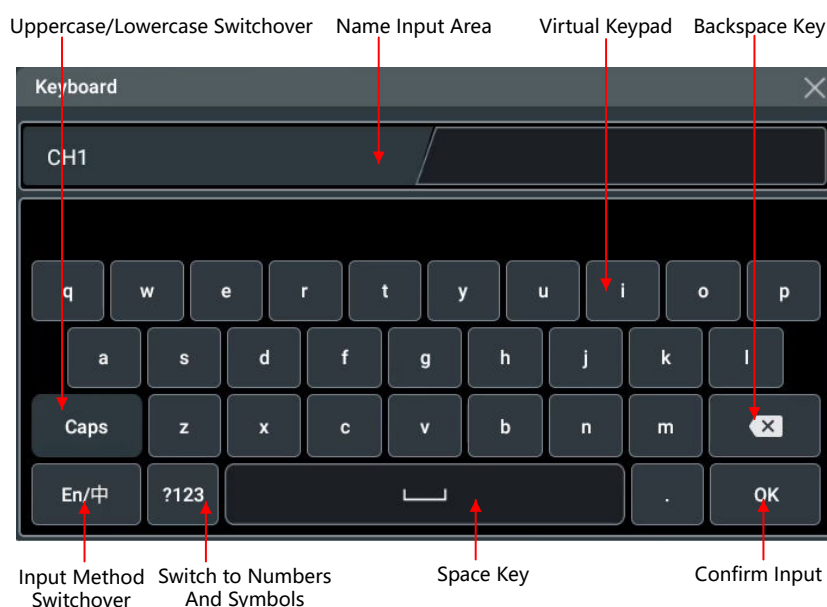 Uppercase/Lowercase Switchover Name Input Area Virtual Keypad Backspace Key
Keyboard
CH1
q w e r t y u i o p
a s d f g h j k l
Caps z x c v b n m
En/中 ?123 . OK
Input Method Switchover
Switch to Numbers And Symbols
Space Key
Confirm Input